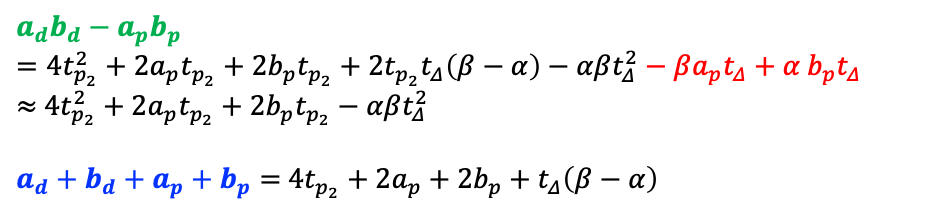 a_d b_d − a_p b_p
= 4t_{p_2}^2 + 2a_p t_{p_2} + 2b_p t_{p_2} + 2t_{p_2} t_Δ(β − α) − αβt_Δ^2 − βa_p t_Δ + α b_p t_Δ
≈ 4t_{p_2}^2 + 2a_p t_{p_2} + 2b_p t_{p_2} − αβt_Δ^2
a_d + b_d + a_p + b_p = 4t_{p_2} + 2a_p + 2b_p + t_Δ(β − α)